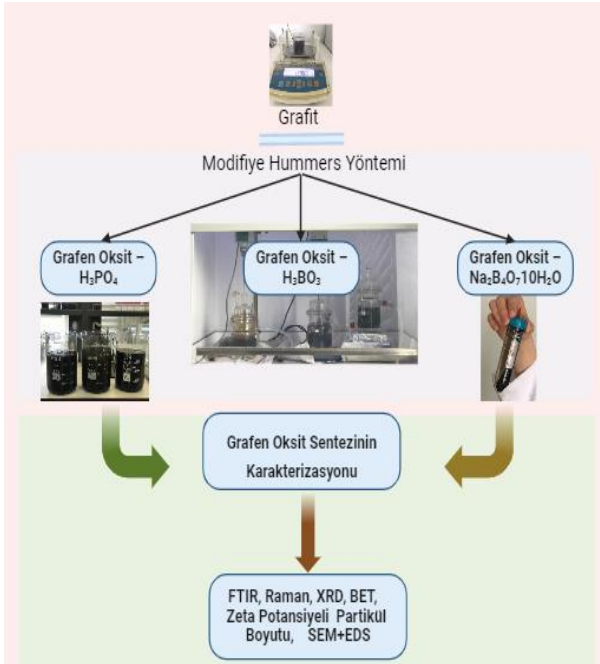 Grafit
Modifiye Hummers Yöntemi
Grafen Oksit –
H₃PO₄
Grafen Oksit –
H₃BO₃
Grafen Oksit –
Na₂B₄O₇10H₂O
Grafen Oksit Sentezinin
Karakterizasyonu
FTIR, Raman, XRD, BET,
Zeta Potansiyeli Partikül
Boyutu, SEM+EDS